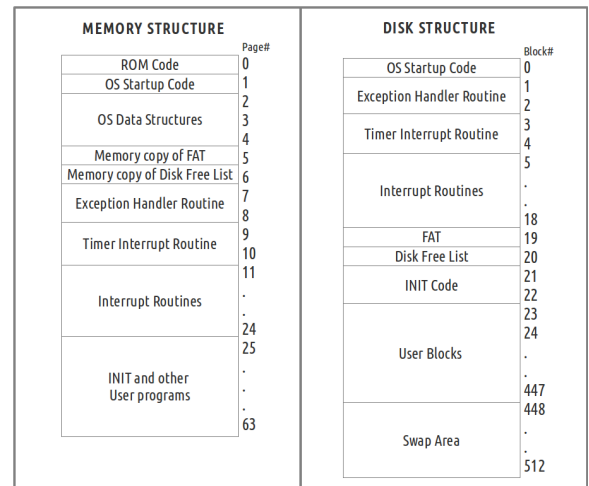 MEMORY STRUCTURE
Page#
ROM Code 0
OS Startup Code 1
2
OS Data Structures 3
4
Memory copy of FAT 5
Memory copy of Disk Free List 6
7
Exception Handler Routine
8
9
Timer Interrupt Routine
10
11
.
Interrupt Routines
.
24
25
.
INIT and other
.
User programs
.
63
DISK STRUCTURE
Block#
OS Startup Code 0
1
Exception Handler Routine
2
3
Timer Interrupt Routine
4
5
.
Interrupt Routines
.
18
FAT 19
Disk Free List 20
21
INIT Code
22
23
24
User Blocks .
.
447
448
.
Swap Area
.
512